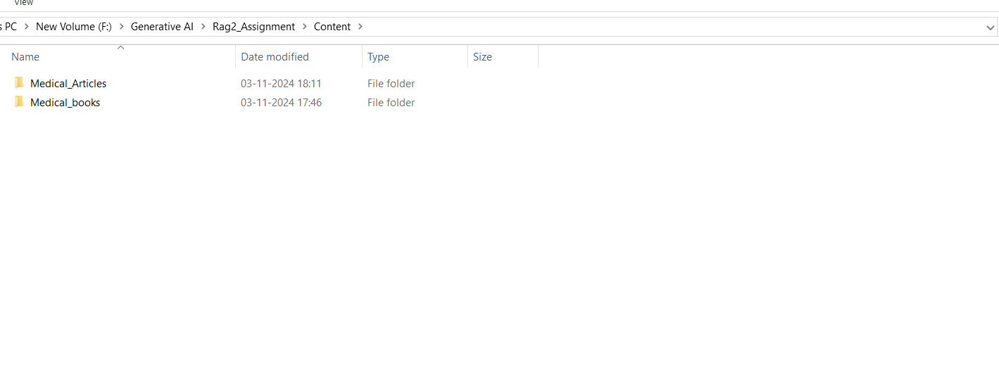 View
s PC > New Volume (F:) > Generative AI > Rag2_Assignment > Content >
Name Date modified Type Size
Medical_Articles 03-11-2024 18:11 File folder
Medical_books 03-11-2024 17:46 File folder